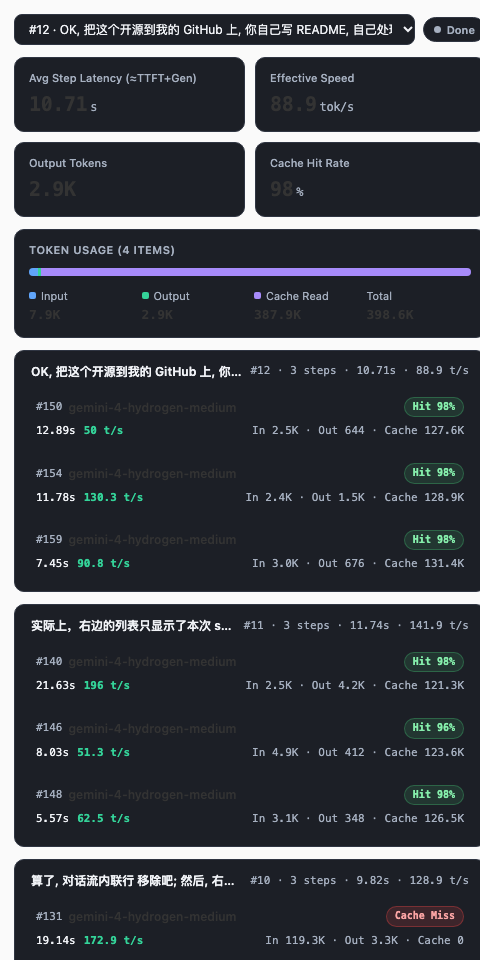 #12 · OK, 把这个开源到我的 GitHub 上, 你自己写 README, 自己处理
Done
Avg Step Latency (≈TTFT+Gen)
10.71 s
Effective Speed
88.9 tok/s
Output Tokens
2.9K
Cache Hit Rate
98 %
TOKEN USAGE (4 ITEMS)
Input Output Cache Read Total
7.9K 2.9K 387.9K 398.6K
OK, 把这个开源到我的 GitHub 上, 你... #12 · 3 steps · 10.71s · 88.9 t/s
#150 gemini-4-hydrogen-medium Hit 98%
12.89s 50 t/s In 2.5K · Out 644 · Cache 127.6K
#154 gemini-4-hydrogen-medium Hit 98%
11.78s 130.3 t/s In 2.4K · Out 1.5K · Cache 128.9K
#159 gemini-4-hydrogen-medium Hit 98%
7.45s 90.8 t/s In 3.0K · Out 676 · Cache 131.4K
实际上，右边的列表只显示了本次 s... #11 · 3 steps · 11.74s · 141.9 t/s
#140 gemini-4-hydrogen-medium Hit 98%
21.63s 196 t/s In 2.5K · Out 4.2K · Cache 121.3K
#146 gemini-4-hydrogen-medium Hit 96%
8.03s 51.3 t/s In 4.9K · Out 412 · Cache 123.6K
#148 gemini-4-hydrogen-medium Hit 98%
5.57s 62.5 t/s In 3.1K · Out 348 · Cache 126.5K
算了, 对话流内联行 移除吧; 然后, 右... #10 · 3 steps · 9.82s · 128.9 t/s
#131 gemini-4-hydrogen-medium Cache Miss
19.14s 172.9 t/s In 119.3K · Out 3.3K · Cache 0